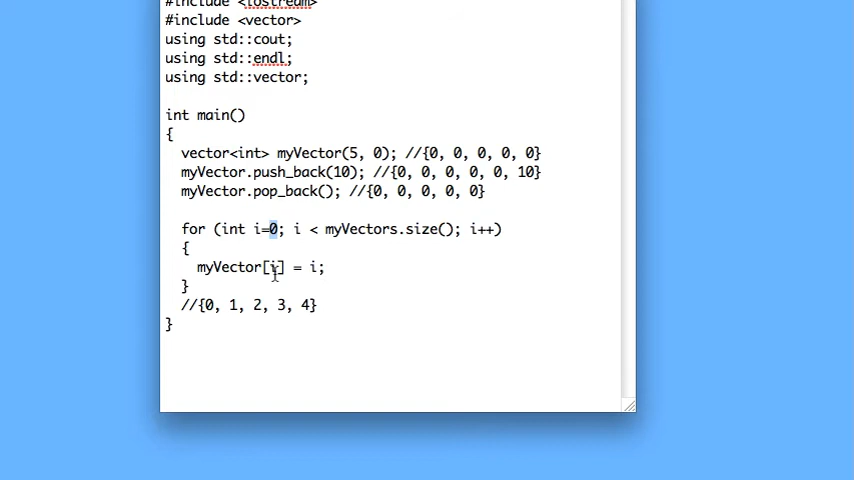 #include <iostream>
#include <vector>
using std::cout;
using std::endl;
using std::vector;
int main()
{
vector<int> myVector(5, 0); //{0, 0, 0, 0, 0}
myVector.push_back(10); //{0, 0, 0, 0, 0, 10}
myVector.pop_back(); //{0, 0, 0, 0, 0}
for (int i=0; i < myVectors.size(); i++)
{
myVector[i] = i;
}
//{0, 1, 2, 3, 4}
}